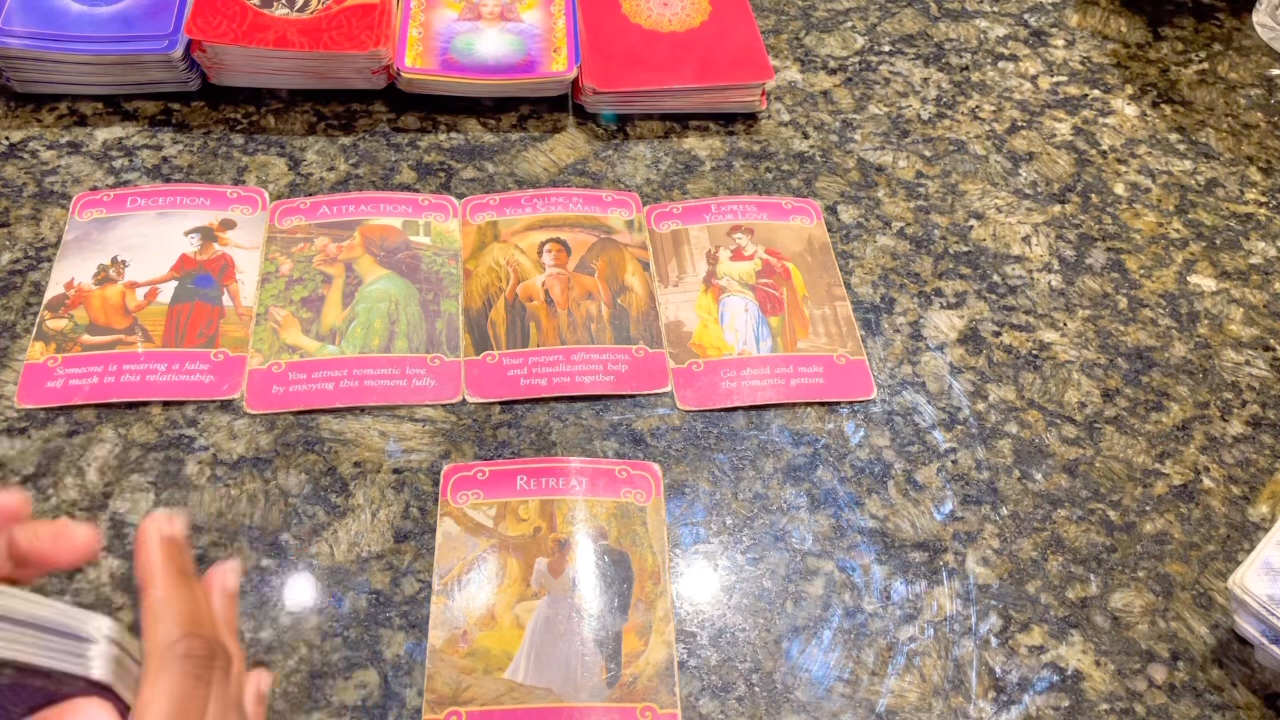 DECEPTION
Someone is wearing a false-
self mask in this relationship.
ATTRACTION
You attract romantic love
by enjoying this moment fully.
CALLING IN
YOUR SOUL MATE
Your prayers, affirmations,
and visualizations help
bring you together.
EXPRESS
YOUR LOVE
Go ahead and make
the romantic gesture.
RETREAT